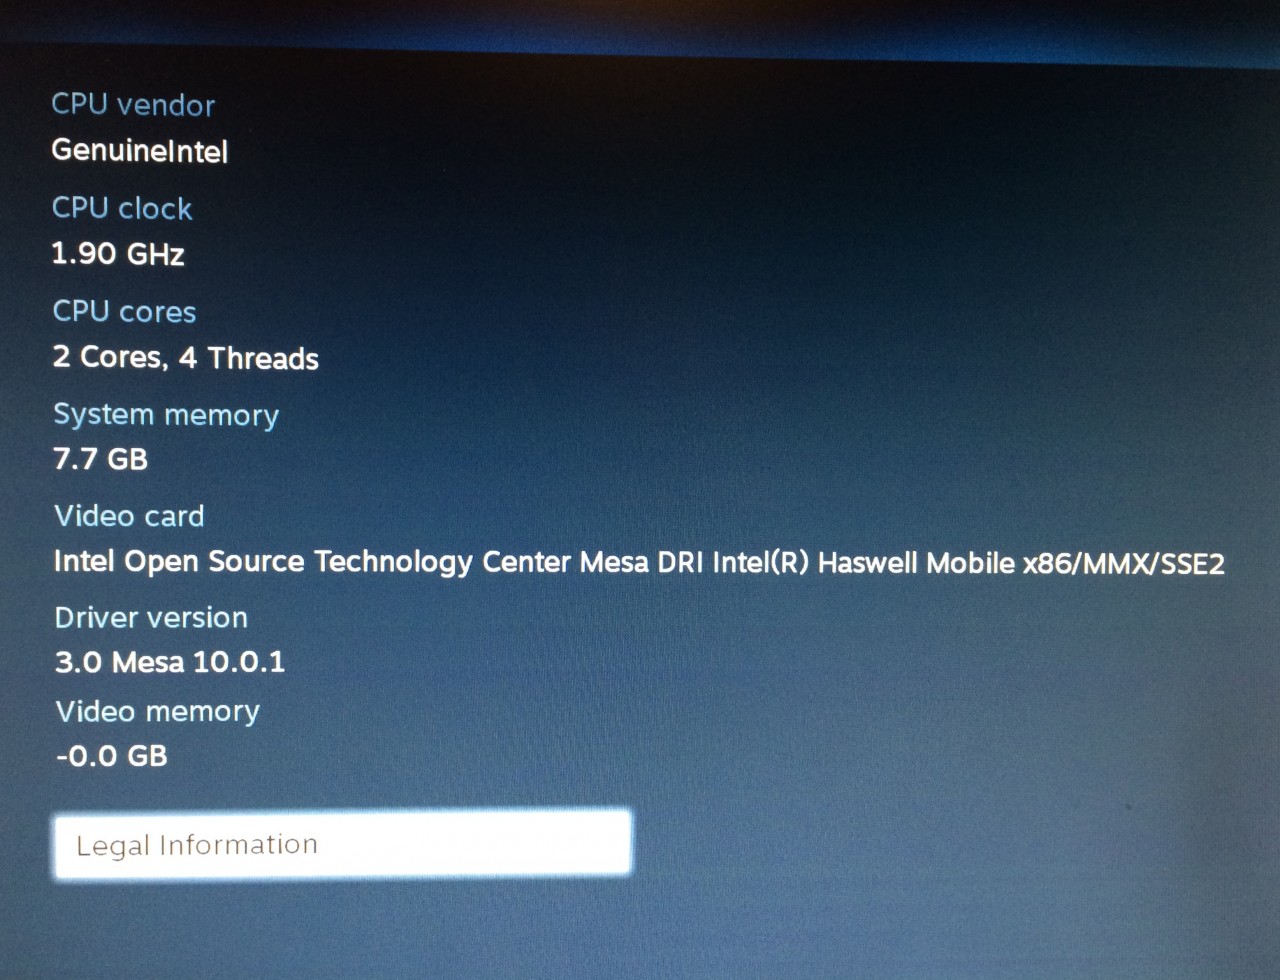 CPU vendor
GenuineIntel
CPU clock
1.90 GHz
CPU cores
2 Cores, 4 Threads
System memory
7.7 GB
Video card
Intel Open Source Technology Center Mesa DRI Intel(R) Haswell Mobile x86/MMX/SSE2
Driver version
3.0 Mesa 10.0.1
Video memory
-0.0 GB
Legal Information